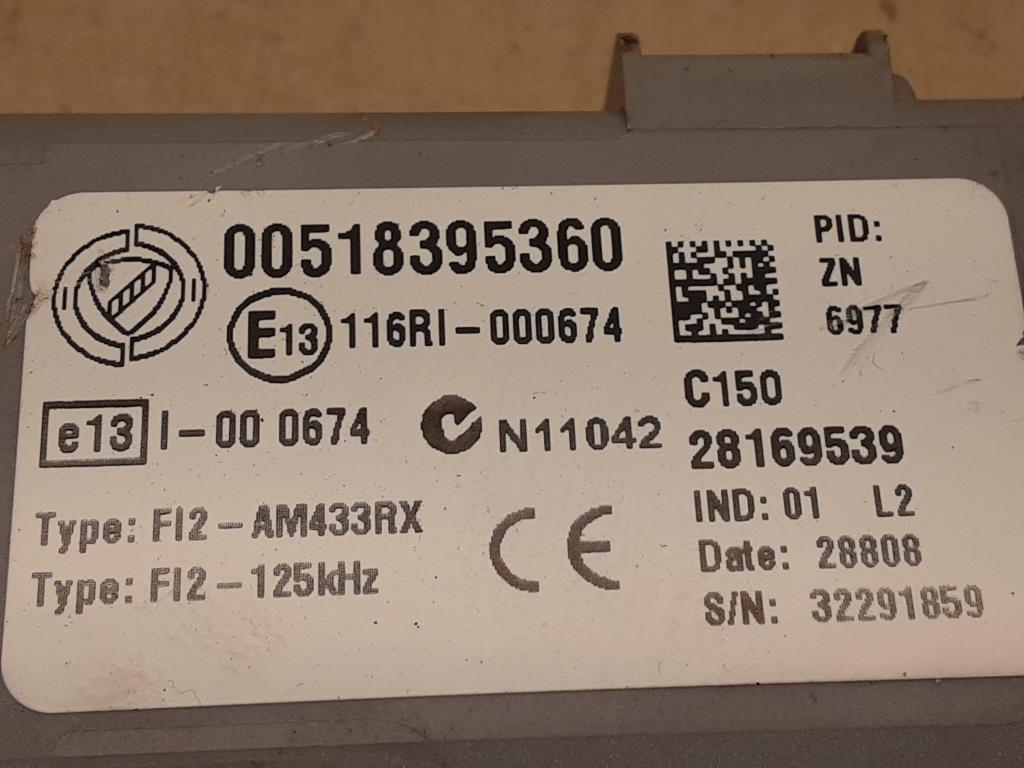 00518395360
E13 116RI-000674
e13 I-00 0674
N11042
Type: FI2-AM433RX
Type: FI2-125kHz
CE
PID:
ZN
6977
C150
28169539
IND: 01 L2
Date: 28808
S/N: 32291859